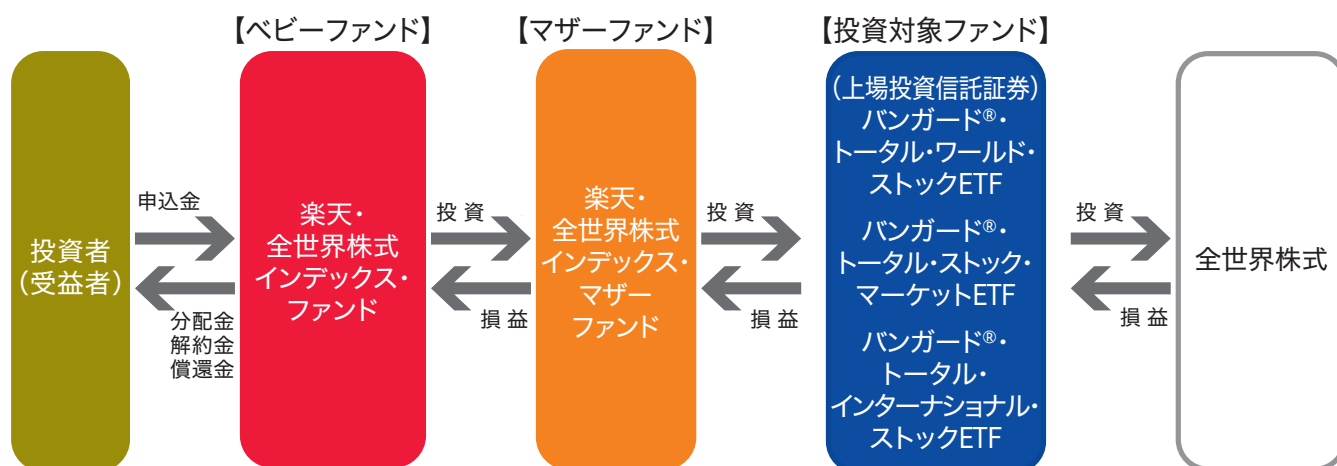 【ベビーファンド】
【マザーファンド】
【投資対象ファンド】
投資者
(受益者)
申込金
分配金
解約金
償還金
楽天・
全世界株式
インデックス・
ファンド
投資
損益
楽天・
全世界株式
インデックス・
マザー
ファンド
投資
損益
(上場投資信託証券)
バンガード®・
トータル・ワールド・
ストックETF
バンガード®・
トータル・ストック・
マーケットETF
バンガード®・
トータル・
インターナショナル・
ストックETF
投資
損益
全世界株式